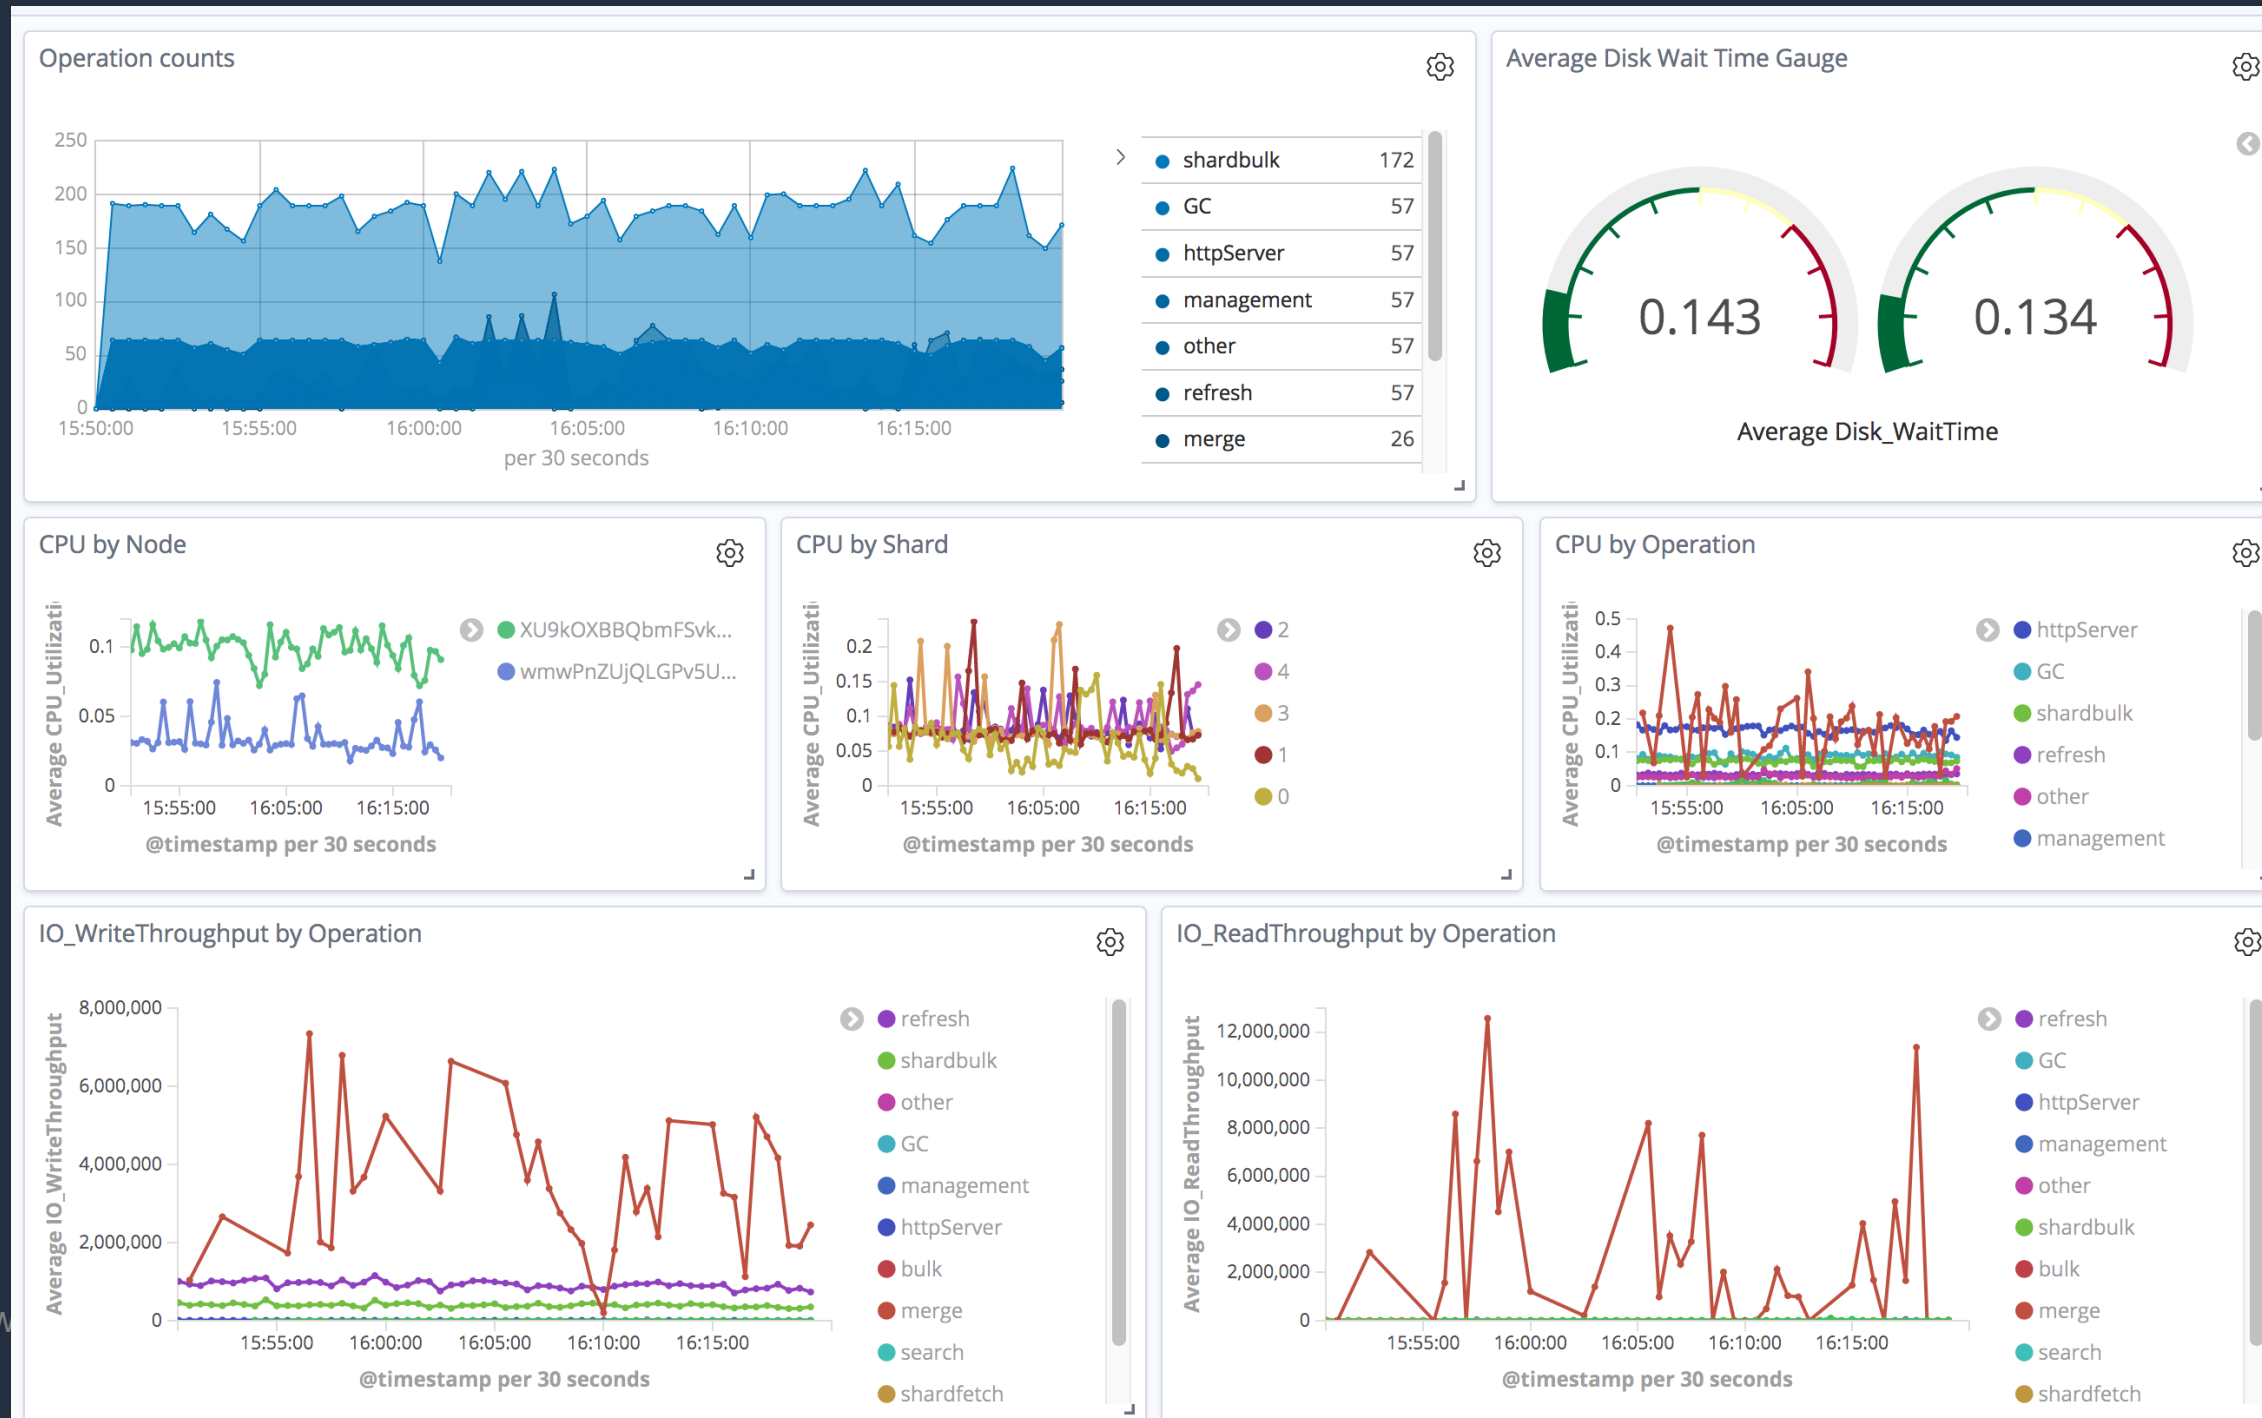 Operation counts
250
200
150
100
50
0
15:50:00 15:55:00 16:00:00 16:05:00 16:10:00 16:15:00
per 30 seconds
shardbulk 172
GC 57
httpServer 57
management 57
other 57
refresh 57
merge 26
Average Disk Wait Time Gauge
0.143 0.134
Average Disk_WaitTime
CPU by Node
Average CPU_Utilizati
0.1
0.05
0
15:55:00 16:05:00 16:15:00
@timestamp per 30 seconds
XU9kOXBBQbmFSvk...
wmwPnZUjQLGPv5U...
CPU by Shard
Average CPU_Utilizati
0.2
0.15
0.1
0.05
0
15:55:00 16:05:00 16:15:00
@timestamp per 30 seconds
2
4
3
1
0
CPU by Operation
Average CPU_Utilizati
0.5
0.4
0.3
0.2
0.1
0
15:55:00 16:05:00 16:15:00
@timestamp per 30 seconds
httpServer
GC
shardbulk
refresh
other
management
IO_WriteThroughput by Operation
Average IO_WriteThroughput
8,000,000
6,000,000
4,000,000
2,000,000
0
15:55:00 16:00:00 16:05:00 16:10:00 16:15:00
@timestamp per 30 seconds
refresh
shardbulk
other
GC
management
httpServer
bulk
merge
search
shardfetch
IO_ReadThroughput by Operation
Average IO_ReadThroughput
12,000,000
10,000,000
8,000,000
6,000,000
4,000,000
2,000,000
0
15:55:00 16:00:00 16:05:00 16:10:00 16:15:00
@timestamp per 30 seconds
refresh
GC
httpServer
management
other
shardbulk
bulk
merge
search
shardfetch